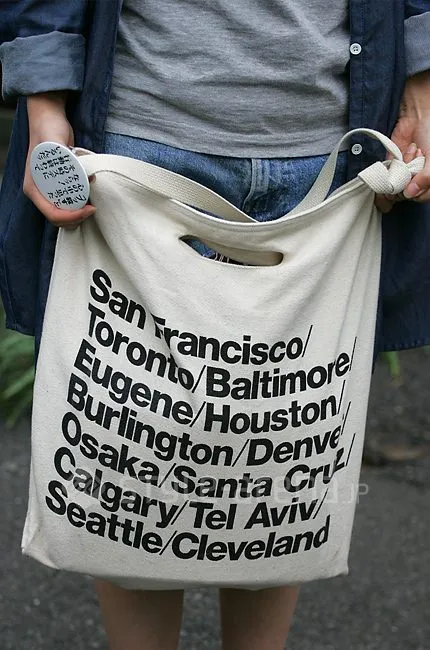 San Francisco/
Toronto/Baltimore/
Eugene/Houston/
Burlington/Denver/
Osaka/Santa Cruz/
Calgary/Tel Aviv/
Seattle/Cleveland